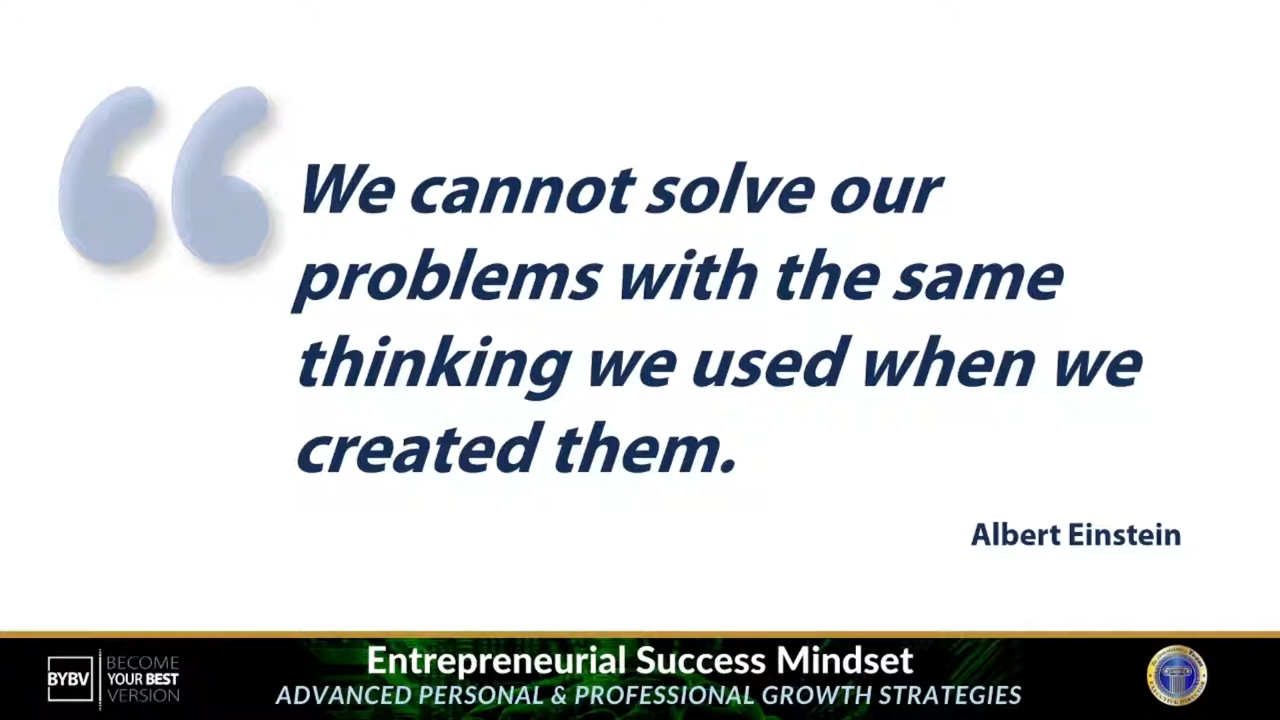 We cannot solve our
problems with the same
thinking we used when we
created them.
Albert Einstein
Entrepreneurial Success Mindset
ADVANCED PERSONAL & PROFESSIONAL GROWTH STRATEGIES
BYBV
BECOME
YOUR BEST
VERSION